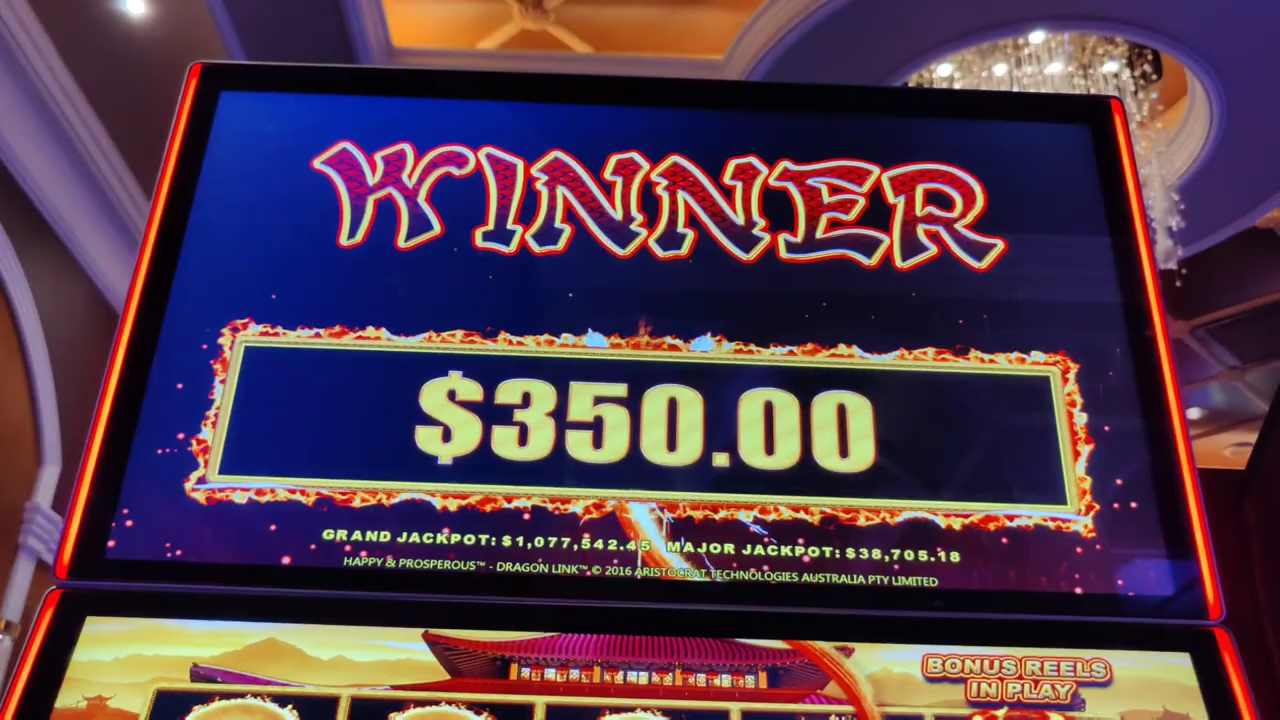 WINNER
$350.00
GRAND JACKPOT: $1,077,542.45 MAJOR JACKPOT: $38,705.18
HAPPY & PROSPEROUS™ - DRAGON LINK™ © 2016 ARISTOCRAT TECHNOLOGIES AUSTRALIA PTY LIMITED
BONUS REELS
IN PLAY